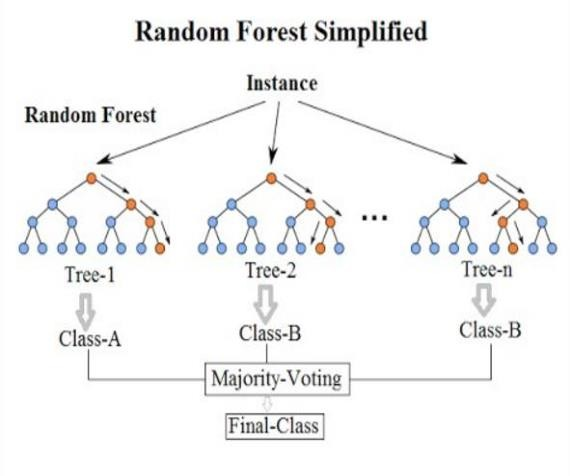 Random Forest Simplified
Instance
Random Forest
...
Tree-1
Tree-2
Tree-n
Class-A
Class-B
Class-B
Majority-Voting
Final-Class